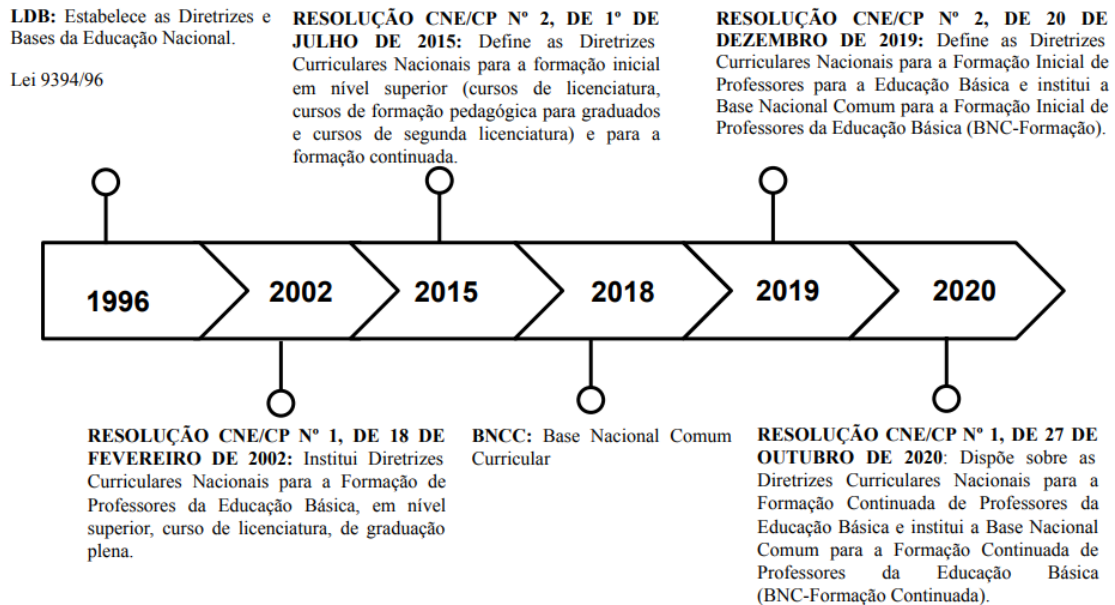 LDB: Estabelece as Diretrizes e
Bases da Educação Nacional.
Lei 9394/96
RESOLUÇÃO CNE/CP Nº 2, DE 1º DE
JULHO DE 2015: Define as Diretrizes
Curriculares Nacionais para a formação inicial
em nível superior (cursos de licenciatura,
cursos de formação pedagógica para graduados
e cursos de segunda licenciatura) e para a
formação continuada.
RESOLUÇÃO CNE/CP Nº 2, DE 20 DE
DEZEMBRO DE 2019: Define as Diretrizes
Curriculares Nacionais para a Formação Inicial de
Professores para a Educação Básica e institui a
Base Nacional Comum para a Formação Inicial de
Professores da Educação Básica (BNC-Formação).
1996
2002
2015
2018
2019
2020
RESOLUÇÃO CNE/CP Nº 1, DE 18 DE
FEVEREIRO DE 2002: Institui Diretrizes
Curriculares Nacionais para a Formação de
Professores da Educação Básica, em nível
superior, curso de licenciatura, de graduação
plena.
BNCC: Base Nacional Comum
Curricular
RESOLUÇÃO CNE/CP Nº 1, DE 27 DE
OUTUBRO DE 2020: Dispõe sobre as
Diretrizes Curriculares Nacionais para a
Formação Continuada de Professores da
Educação Básica e institui a Base Nacional
Comum para a Formação Continuada de
Professores da Educação Básica
(BNC-Formação Continuada).